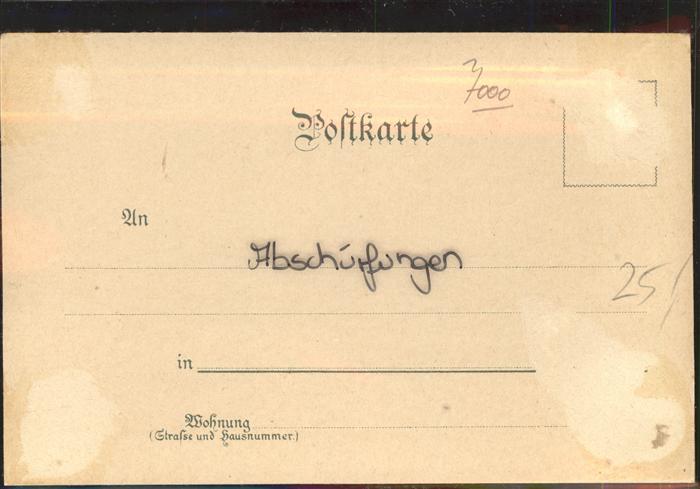 7000
Postkarte
An
Abschürfungen
25/
in
Wohnung
(Straße und Hausnummer.)